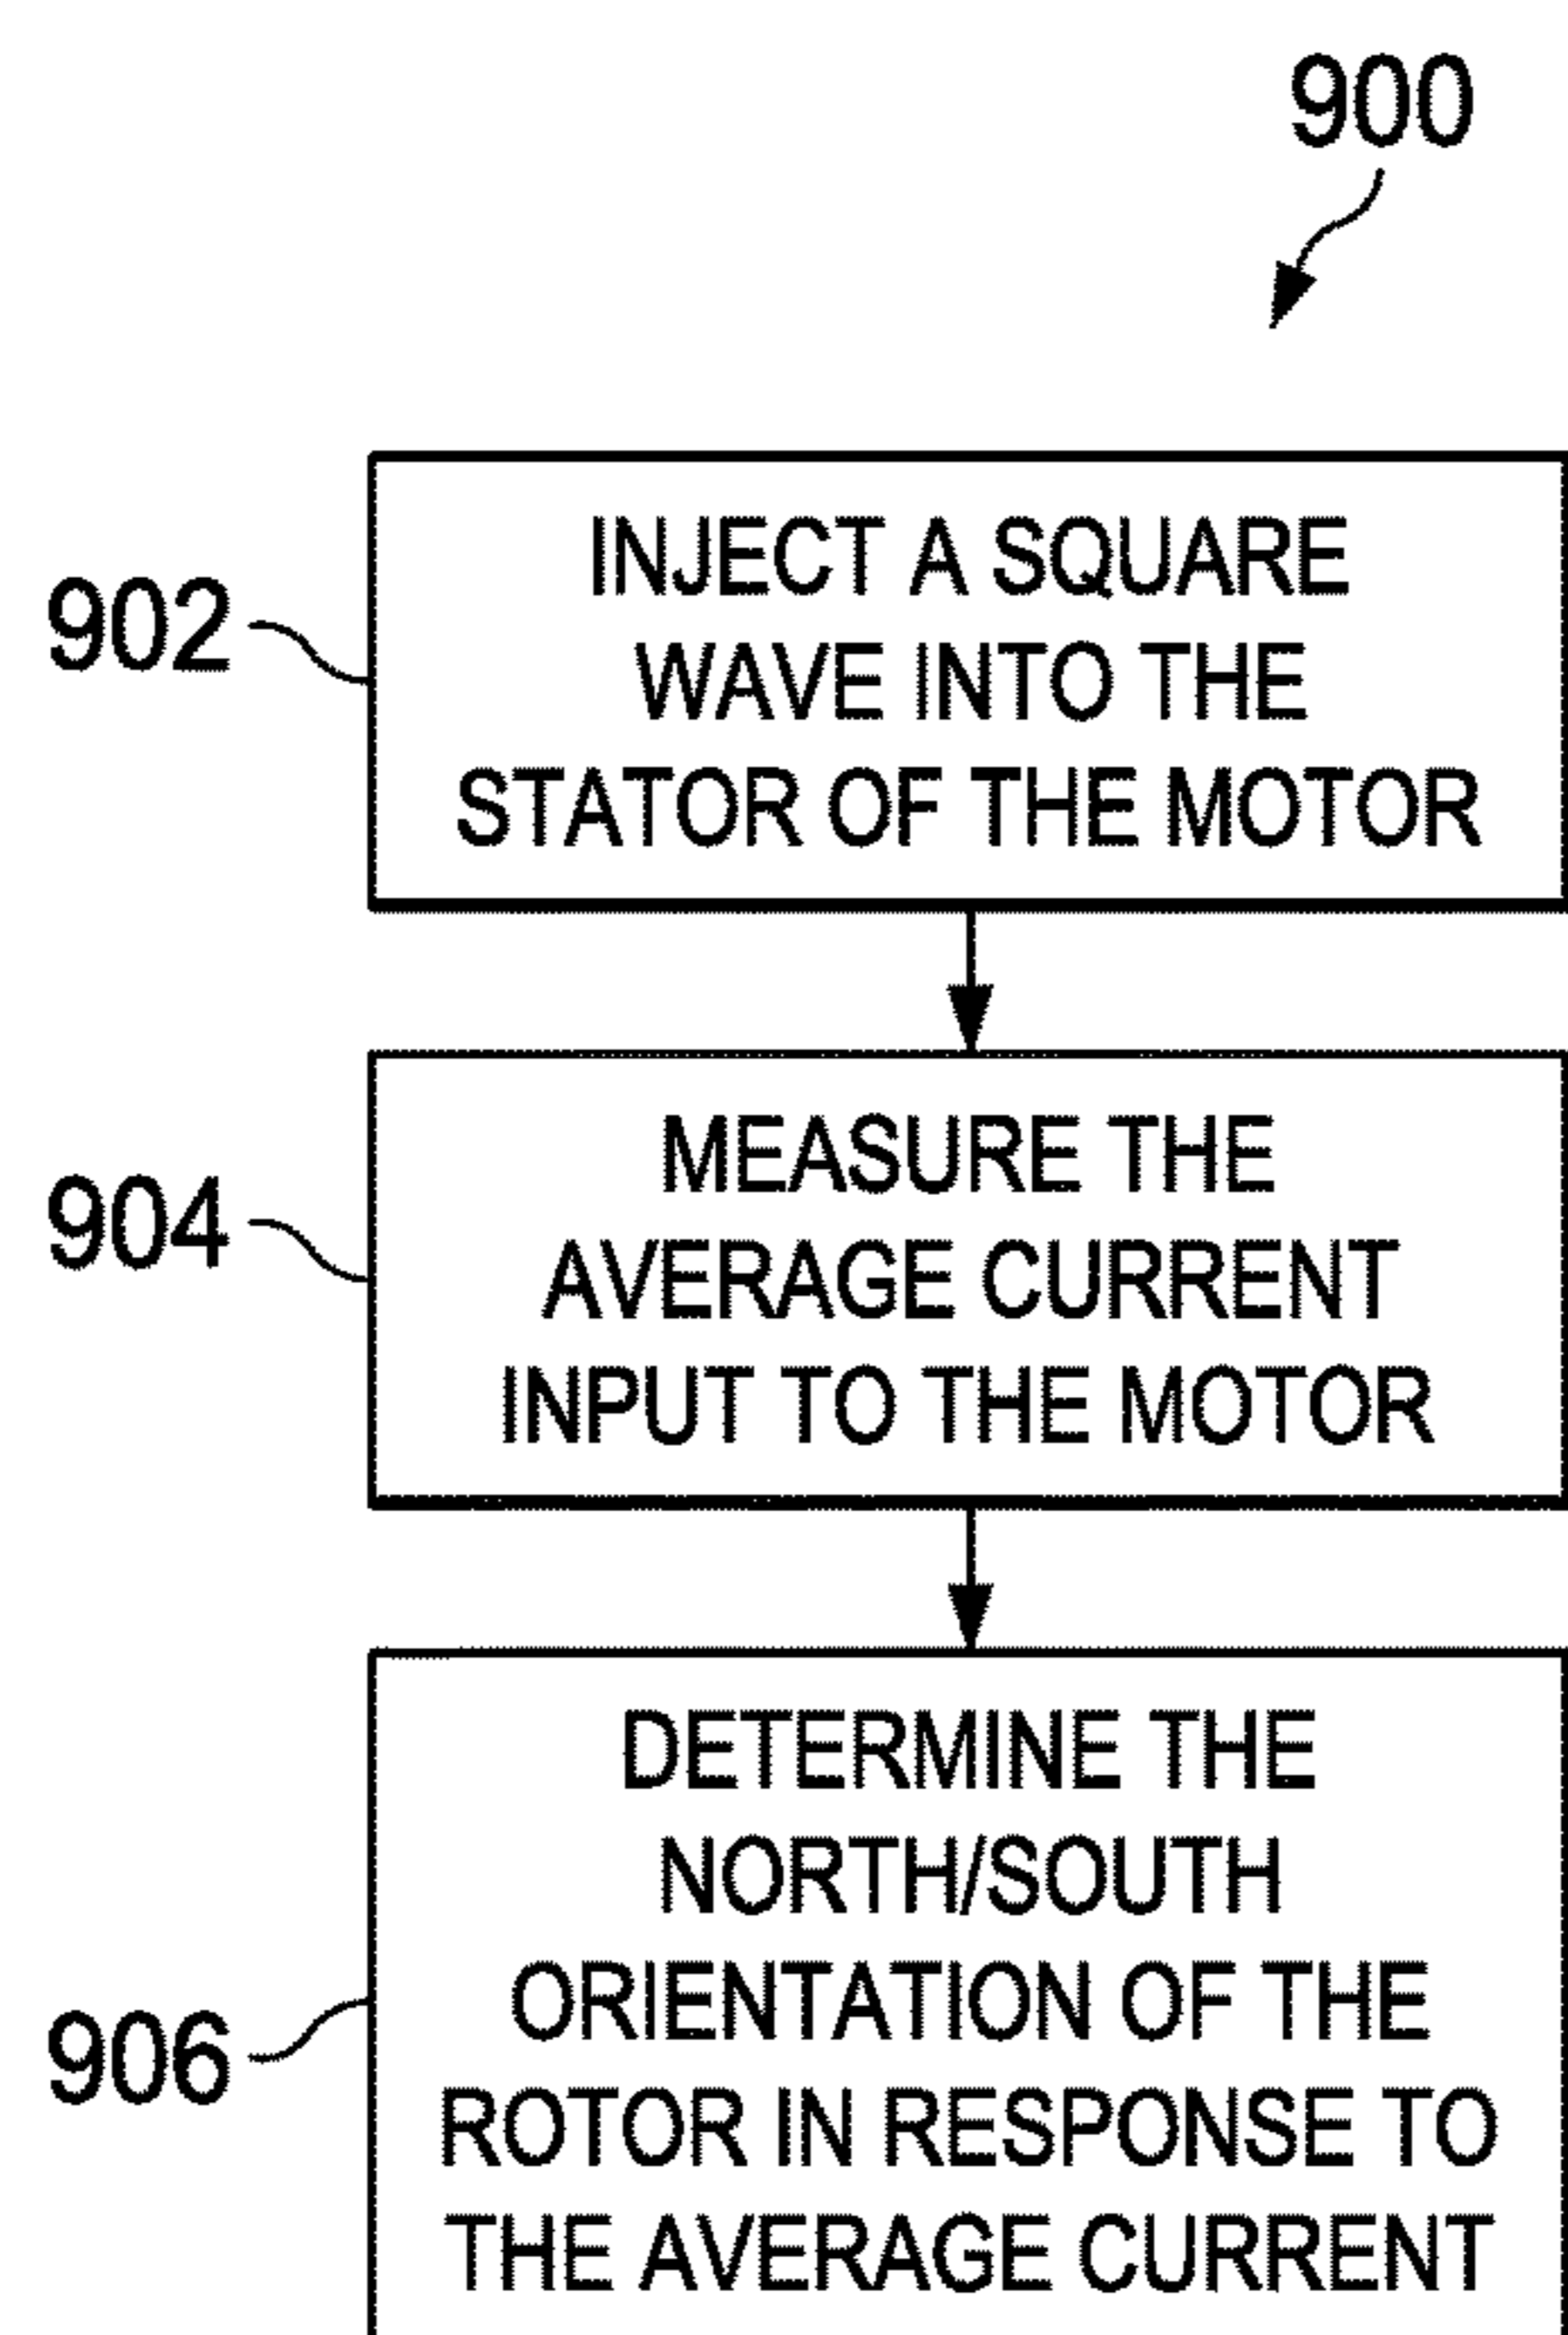 900
902
INJECT A SQUARE
WAVE INTO THE
STATOR OF THE MOTOR
904
MEASURE THE
AVERAGE CURRENT
INPUT TO THE MOTOR
906
DETERMINE THE
NORTH/SOUTH
ORIENTATION OF THE
ROTOR IN RESPONSE TO
THE AVERAGE CURRENT